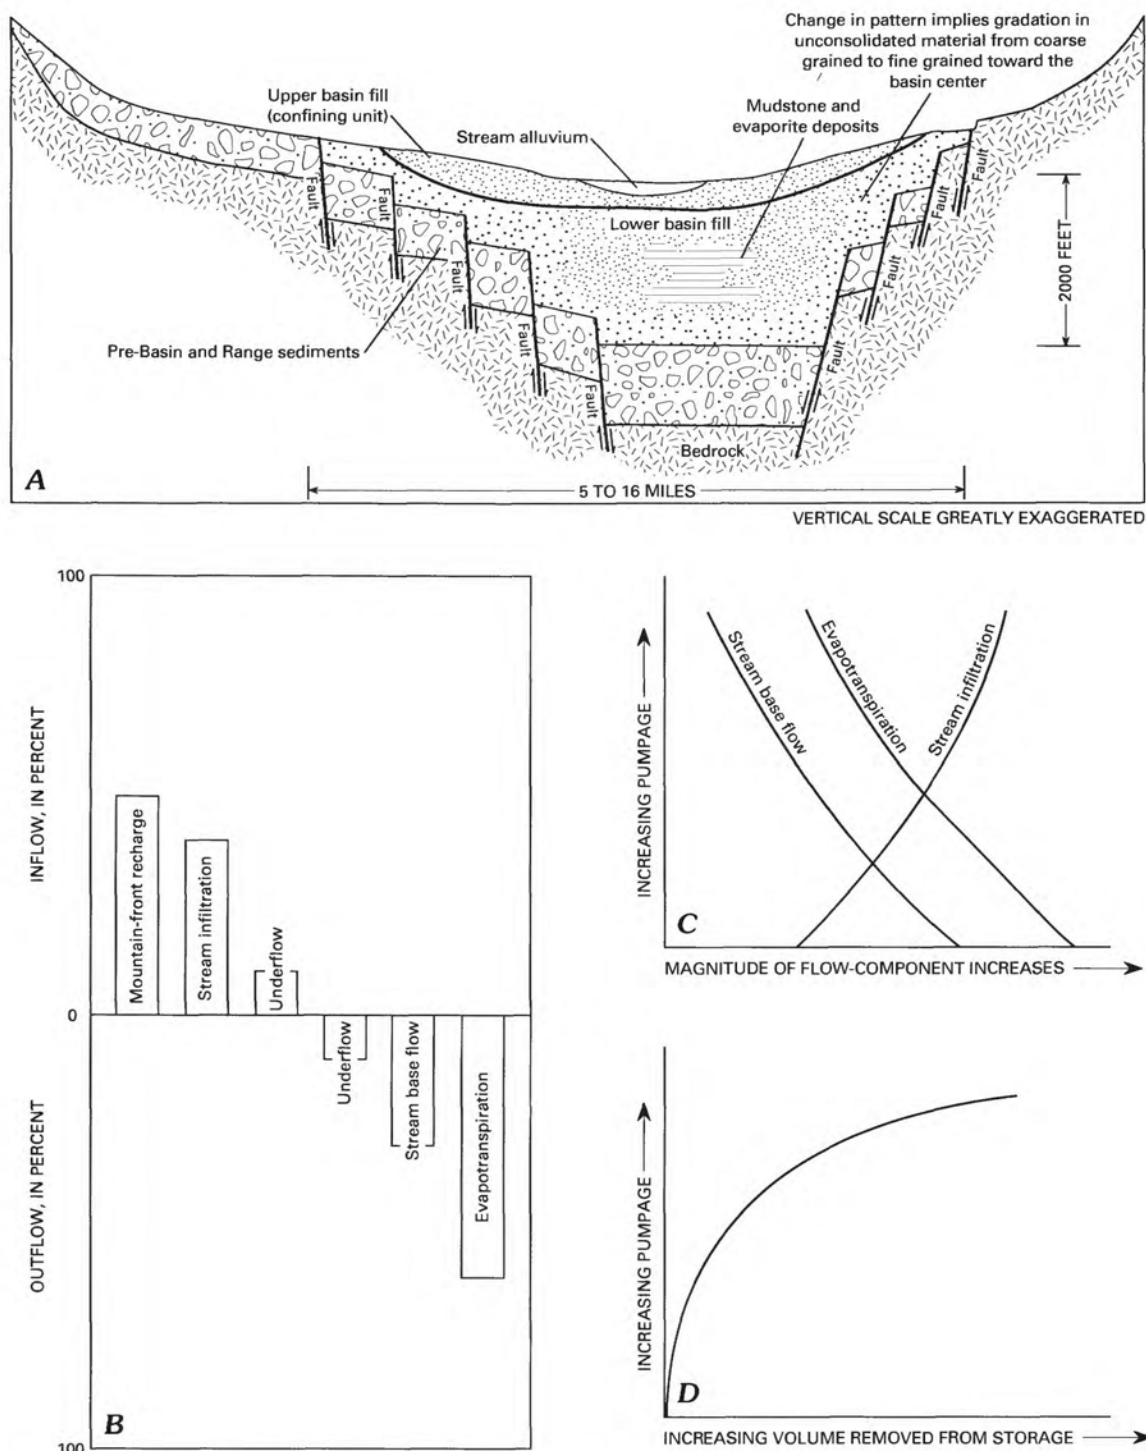 Change in pattern implies gradation in
unconsolidated material from coarse
grained to fine grained toward the
basin center
Upper basin fill
(confining unit)
Stream alluvium
Mudstone and
evaporite deposits
Lower basin fill
Fault
Fault
Fault
Fault
Fault
Fault
Fault
Fault
Fault
2000 FEET
Pre-Basin and Range sediments
Bedrock
A
5 TO 16 MILES
VERTICAL SCALE GREATLY EXAGGERATED
100
INFLOW, IN PERCENT
Mountain-front recharge
Stream infiltration
Underflow
0
Underflow
Stream base flow
Evapotranspiration
OUTFLOW, IN PERCENT
B
100
INCREASING PUMPAGE
Stream base flow
Evapotranspiration
Stream infiltration
C
MAGNITUDE OF FLOW-COMPONENT INCREASES
INCREASING PUMPAGE
D
INCREASING VOLUME REMOVED FROM STORAGE